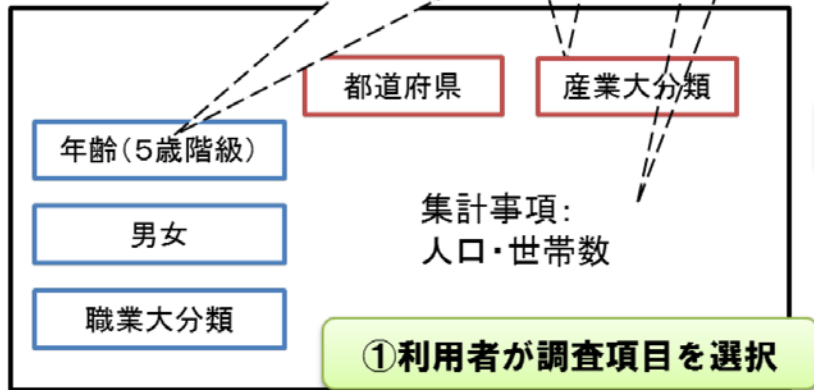 都道府県
産業大分類
年齢(5歳階級)
男女
職業大分類
集計事項:
人口・世帯数
①利用者が調査項目を選択